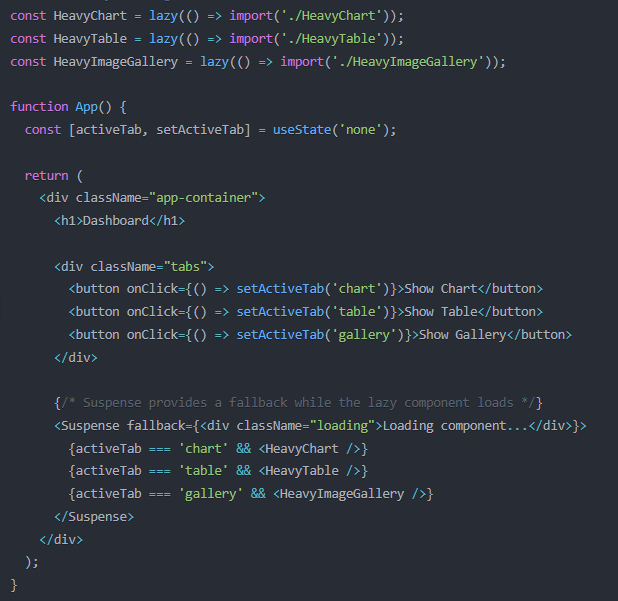 const HeavyChart = lazy(() => import('./HeavyChart'));
const HeavyTable = lazy(() => import('./HeavyTable'));
const HeavyImageGallery = lazy(() => import('./HeavyImageGallery'));

function App() {
  const [activeTab, setActiveTab] = useState('none');

  return (
    <div className="app-container">
      <h1>Dashboard</h1>

      <div className="tabs">
        <button onClick={() => setActiveTab('chart')}>Show Chart</button>
        <button onClick={() => setActiveTab('table')}>Show Table</button>
        <button onClick={() => setActiveTab('gallery')}>Show Gallery</button>
      </div>

      {/* Suspense provides a fallback while the lazy component loads */}
      <Suspense fallback={<div className="loading">Loading component...</div>}>
        {activeTab === 'chart' && <HeavyChart />}
        {activeTab === 'table' && <HeavyTable />}
        {activeTab === 'gallery' && <HeavyImageGallery />}
      </Suspense>
    </div>
  );
}